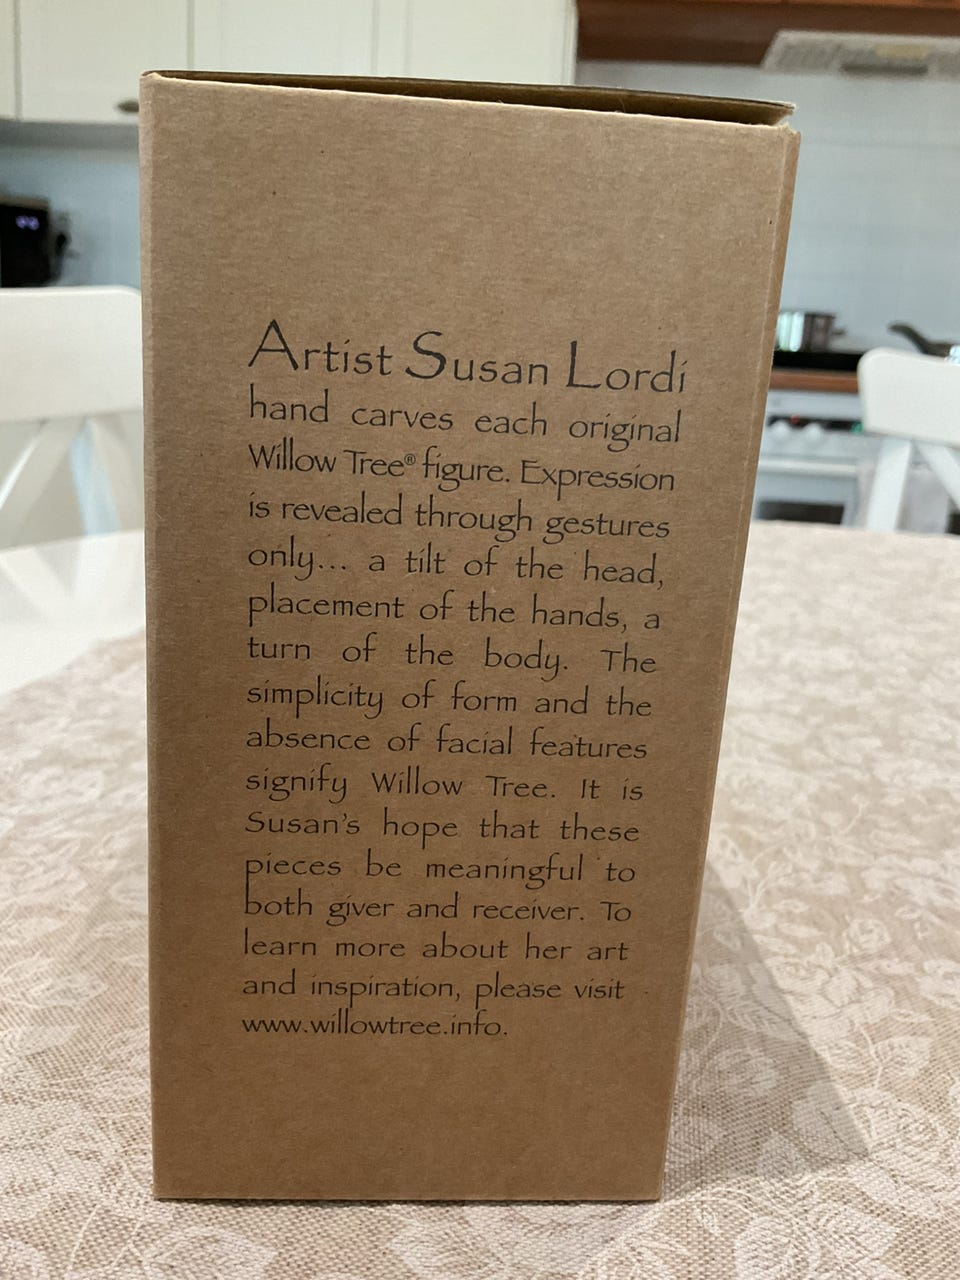 Artist Susan Lordi
hand carves each original
Willow Tree® figure. Expression
is revealed through gestures
only... a tilt of the head,
placement of the hands, a
turn of the body. The
simplicity of form and the
absence of facial features
signify Willow Tree. It is
Susan's hope that these
pieces be meaningful to
both giver and receiver. To
learn more about her art
and inspiration, please visit
www.willowtree.info.